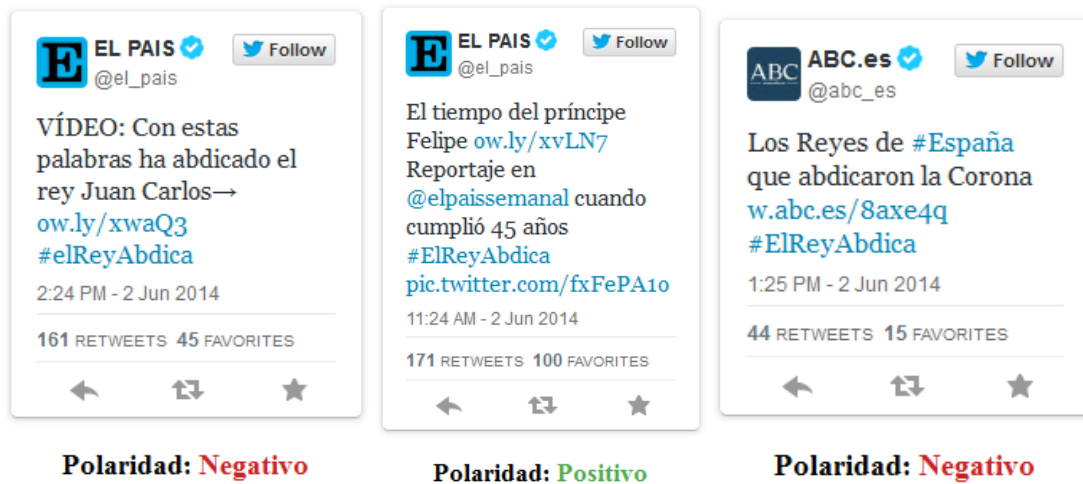 EL PAIS
Follow
@el_pais
VÍDEO: Con estas
palabras ha abdicado el
rey Juan Carlos→
ow.ly/xwaQ3
#elReyAbdica
2:24 PM - 2 Jun 2014
161 RETWEETS 45 FAVORITES
Polaridad: Negativo
EL PAIS
Follow
@el_pais
El tiempo del príncipe
Felipe ow.ly/xvLN7
Reportaje en
@elpaissemanal cuando
cumplió 45 años
#ElReyAbdica
pic.twitter.com/fxFePA1o
11:24 AM - 2 Jun 2014
171 RETWEETS 100 FAVORITES
Polaridad: Positivo
ABC
ABC.es
Follow
@abc_es
Los Reyes de #España
que abdicaron la Corona
w.abc.es/8axe4q
#ElReyAbdica
1:25 PM - 2 Jun 2014
44 RETWEETS 15 FAVORITES
Polaridad: Negativo